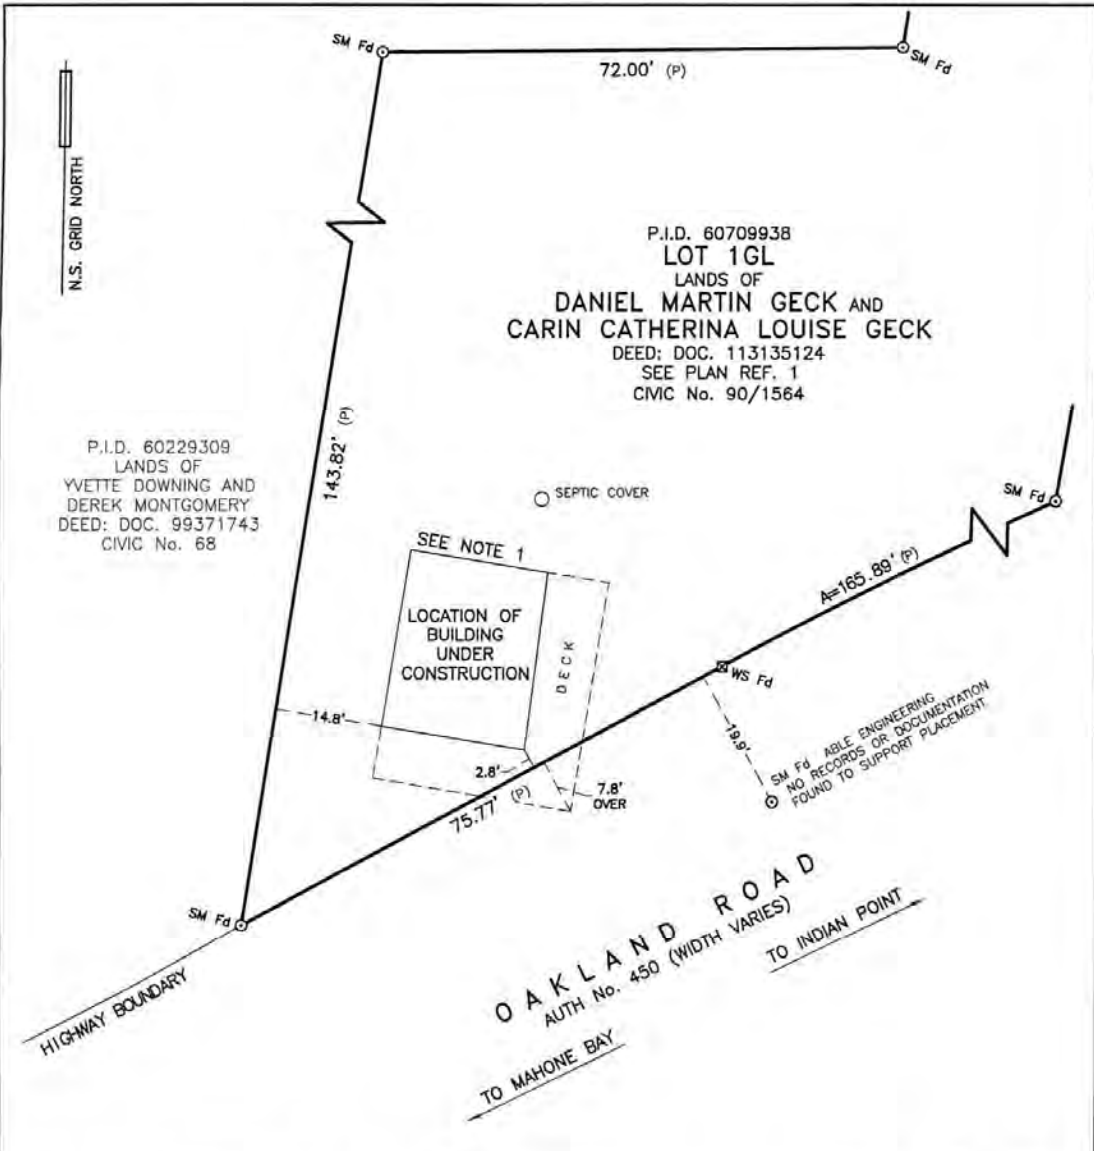 SM Fd
72.00' (P)
SM Fd
N.S. GRID NORTH
P.I.D. 60709938
LOT 1GL
LANDS OF
DANIEL MARTIN GECK AND
CARIN CATHERINA LOUISE GECK
DEED: DOC. 113135124
SEE PLAN REF. 1
CIVIC No. 90/1564
143.82' (P)
P.I.D. 60229309
LANDS OF
YVETTE DOWNING AND
DEREK MONTGOMERY
DEED: DOC. 99371743
CIVIC No. 68
SEPTIC COVER
SM Fd
SEE NOTE 1
A=165.89' (P)
LOCATION OF
BUILDING
UNDER
CONSTRUCTION
DECK
WS Fd
14.8'
19.9'
SM Fd ABLE ENGINEERING
NO RECORDS OR DOCUMENTATION
FOUND TO SUPPORT PLACEMENT
2.8'
7.8'
OVER
75.77' (P)
SM Fd
HIGHWAY BOUNDARY
OAKLAND ROAD
AUTH No. 450 (WIDTH VARIES)
TO INDIAN POINT
TO MAHONE BAY